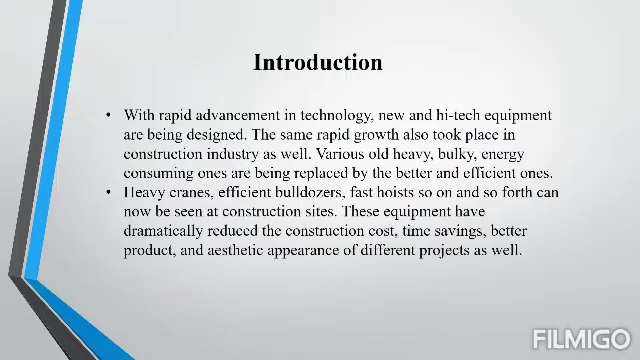 Introduction
• With rapid advancement in technology, new and hi-tech equipment
are being designed. The same rapid growth also took place in
construction industry as well. Various old heavy, bulky, energy
consuming ones are being replaced by the better and efficient ones.
• Heavy cranes, efficient bulldozers, fast hoists so on and so forth can
now be seen at construction sites. These equipment have
dramatically reduced the construction cost, time savings, better
product, and aesthetic appearance of different projects as well.
FILMIGO